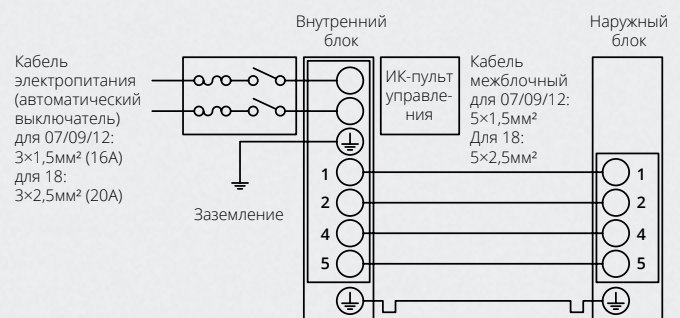 Внутренний
блок
Наружный
блок
Кабель
электропитания
(автоматический
выключатель)
для 07/09/12:
3×1,5мм² (16А)
для 18:
3×2,5мм² (20А)
ИК-пульт
управле-
ния
Кабель
межблочный
для 07/09/12:
5×1,5мм²
Для 18:
5×2,5мм²
Заземление
1
2
4
5
1
2
4
5